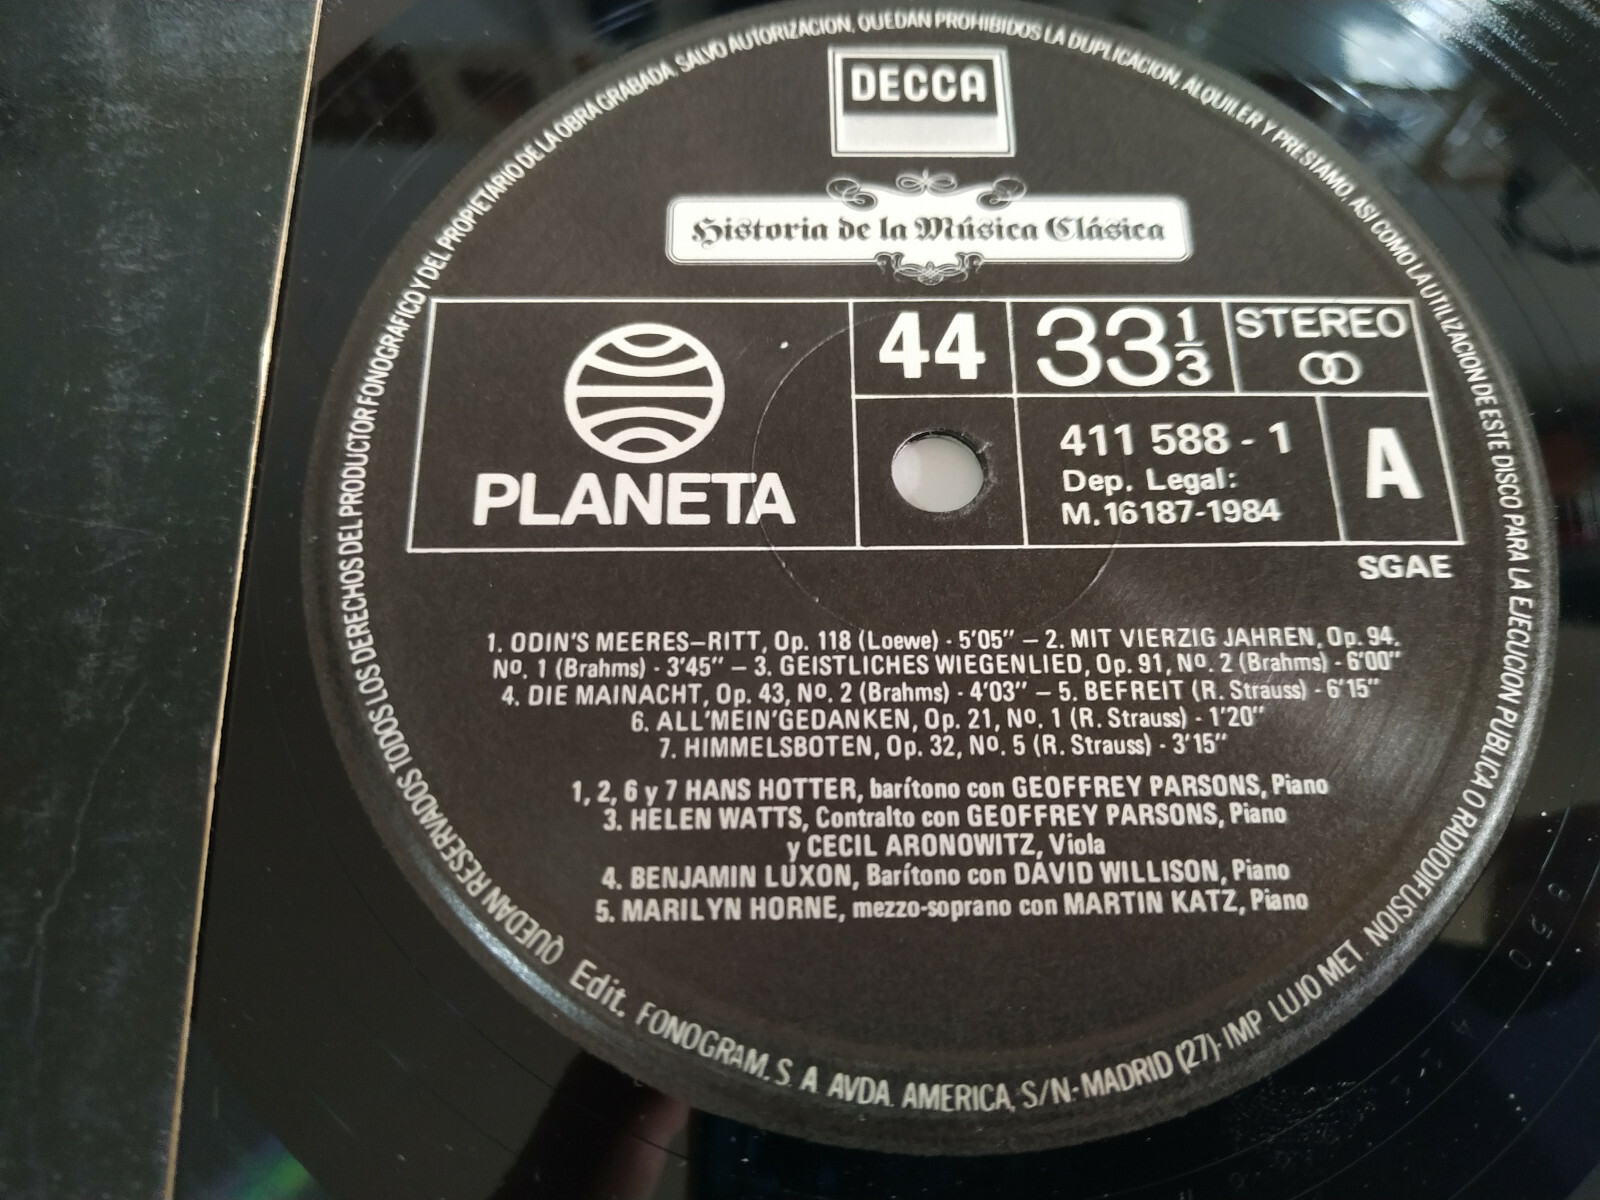 QUEDAN RESERVADOS TODOS LOS DERECHOS DEL PRODUCTOR FONOGRAFICO Y DEL PROPIETARIO DE LA OBRA GRABADA. SALVO AUTORIZACION, QUEDAN PROHIBIDOS LA DUPLICACION, ALQUILER Y PRESTAMO, ASI COMO LA UTILIZACION DE ESTE DISCO PARA LA EJECUCION PUBLICA O RADIODIFUSION
DECCA
Historia de la Música Clásica
PLANETA
44
33 1/3
STEREO
411 588 - 1
Dep. Legal:
M. 16187-1984
A
SGAE
1. ODIN'S MEERES–RITT, Op. 118 (Loewe) - 5'05" – 2. MIT VIERZIG JAHREN, Op. 94,
No. 1 (Brahms) - 3'45" – 3. GEISTLICHES WIEGENLIED, Op. 91, No. 2 (Brahms) - 6'00"
4. DIE MAINACHT, Op. 43, No. 2 (Brahms) - 4'03" – 5. BEFREIT (R. Strauss) - 6'15"
6. ALL'MEIN'GEDANKEN, Op. 21, No. 1 (R. Strauss) - 1'20"
7. HIMMELSBOTEN, Op. 32, No. 5 (R. Strauss) - 3'15"
1, 2, 6 y 7 HANS HOTTER, barítono con GEOFFREY PARSONS, Piano
3. HELEN WATTS, Contralto con GEOFFREY PARSONS, Piano
y CECIL ARONOWITZ, Viola
4. BENJAMIN LUXON, Barítono con DAVID WILLISON, Piano
5. MARILYN HORNE, mezzo-soprano con MARTIN KATZ, Piano
Edit. FONOGRAM, S. A. AVDA. AMERICA, S/N.- MADRID (27)- IMP. LUJO MET.